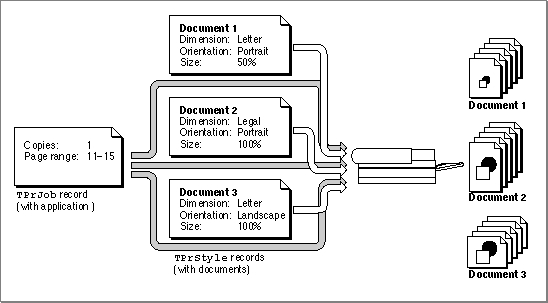 Document 1
Dimension: Letter
Orientation: Portrait
Size: 50%
Document 2
Dimension: Legal
Orientation: Portrait
Size: 100%
Document 3
Dimension: Letter
Orientation: Landscape
Size: 100%
TPrStyle records
(with documents)
Copies: 1
Page range: 11–15
TPrJob record
(with application )
Document 1
Document 2
Document 3